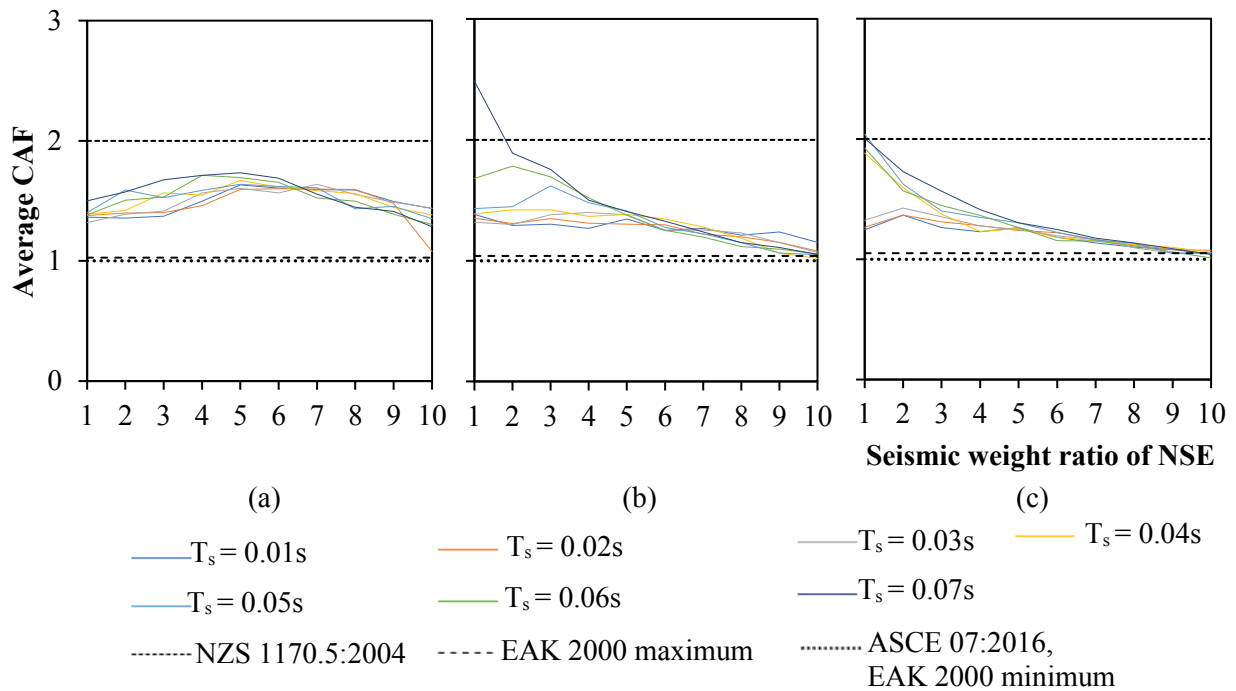 3
2
1
0
Average CAF
1 2 3 4 5 6 7 8 9 10
1 2 3 4 5 6 7 8 9 10
1 2 3 4 5 6 7 8 9 10
Seismic weight ratio of NSE
(a)
(b)
(c)
Tₛ = 0.01s
Tₛ = 0.02s
Tₛ = 0.03s
Tₛ = 0.04s
Tₛ = 0.05s
Tₛ = 0.06s
Tₛ = 0.07s
NZS 1170.5:2004
EAK 2000 maximum
ASCE 07:2016,
EAK 2000 minimum